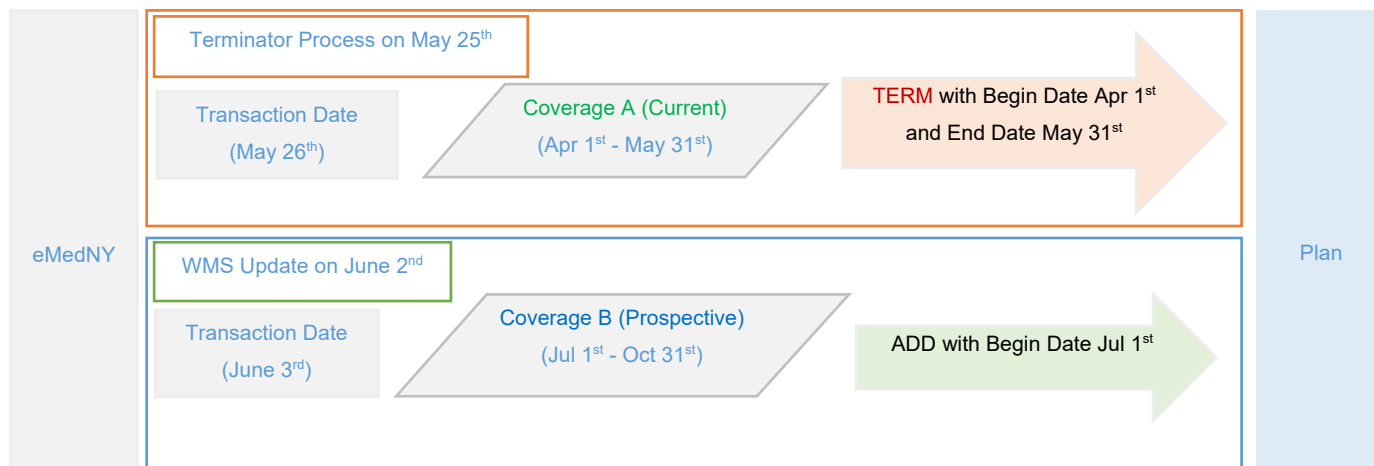 eMedNY
Terminator Process on May 25th
Transaction Date
(May 26th)
Coverage A (Current)
(Apr 1st - May 31st)
TERM with Begin Date Apr 1st
and End Date May 31st
WMS Update on June 2nd
Transaction Date
(June 3rd)
Coverage B (Prospective)
(Jul 1st - Oct 31st)
ADD with Begin Date Jul 1st
Plan